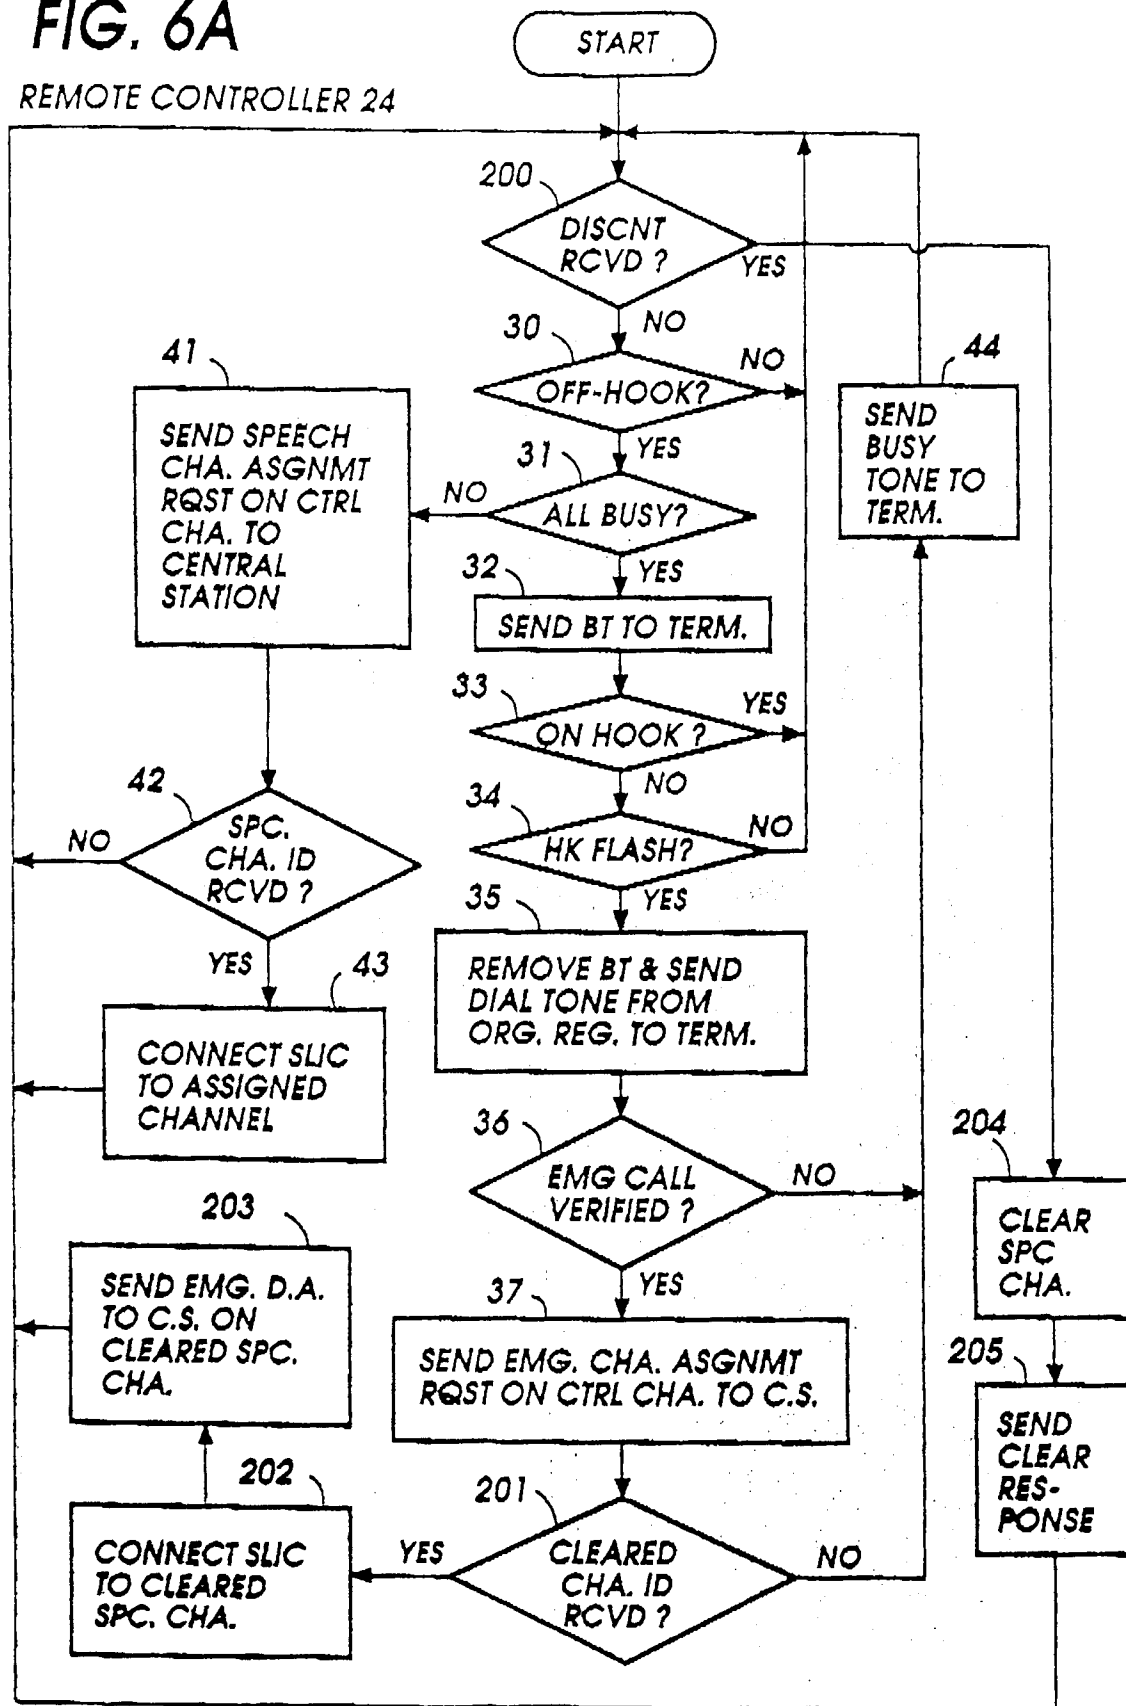 FIG. 6A
REMOTE CONTROLLER 24
START
200
DISCNT
RCVD ?
YES
NO
30
OFF-HOOK?
NO
YES
31
ALL BUSY?
NO
YES
41
SEND SPEECH
CHA. ASGNMT
RQST ON CTRL
CHA. TO
CENTRAL
STATION
44
SEND
BUSY
TONE TO
TERM.
32
SEND BT TO TERM.
33
ON HOOK ?
YES
NO
34
HK FLASH?
NO
YES
42
SPC.
CHA. ID
RCVD ?
NO
YES
43
CONNECT SLIC
TO ASSIGNED
CHANNEL
35
REMOVE BT & SEND
DIAL TONE FROM
ORG. REG. TO TERM.
36
EMG CALL
VERIFIED ?
NO
YES
204
CLEAR
SPC
CHA.
203
SEND EMG. D.A.
TO C.S. ON
CLEARED SPC.
CHA.
37
SEND EMG. CHA. ASGNMT
RQST ON CTRL CHA. TO C.S.
205
SEND
CLEAR
RES-
PONSE
202
CONNECT SLIC
TO CLEARED
SPC. CHA.
201
CLEARED
CHA. ID
RCVD ?
YES
NO